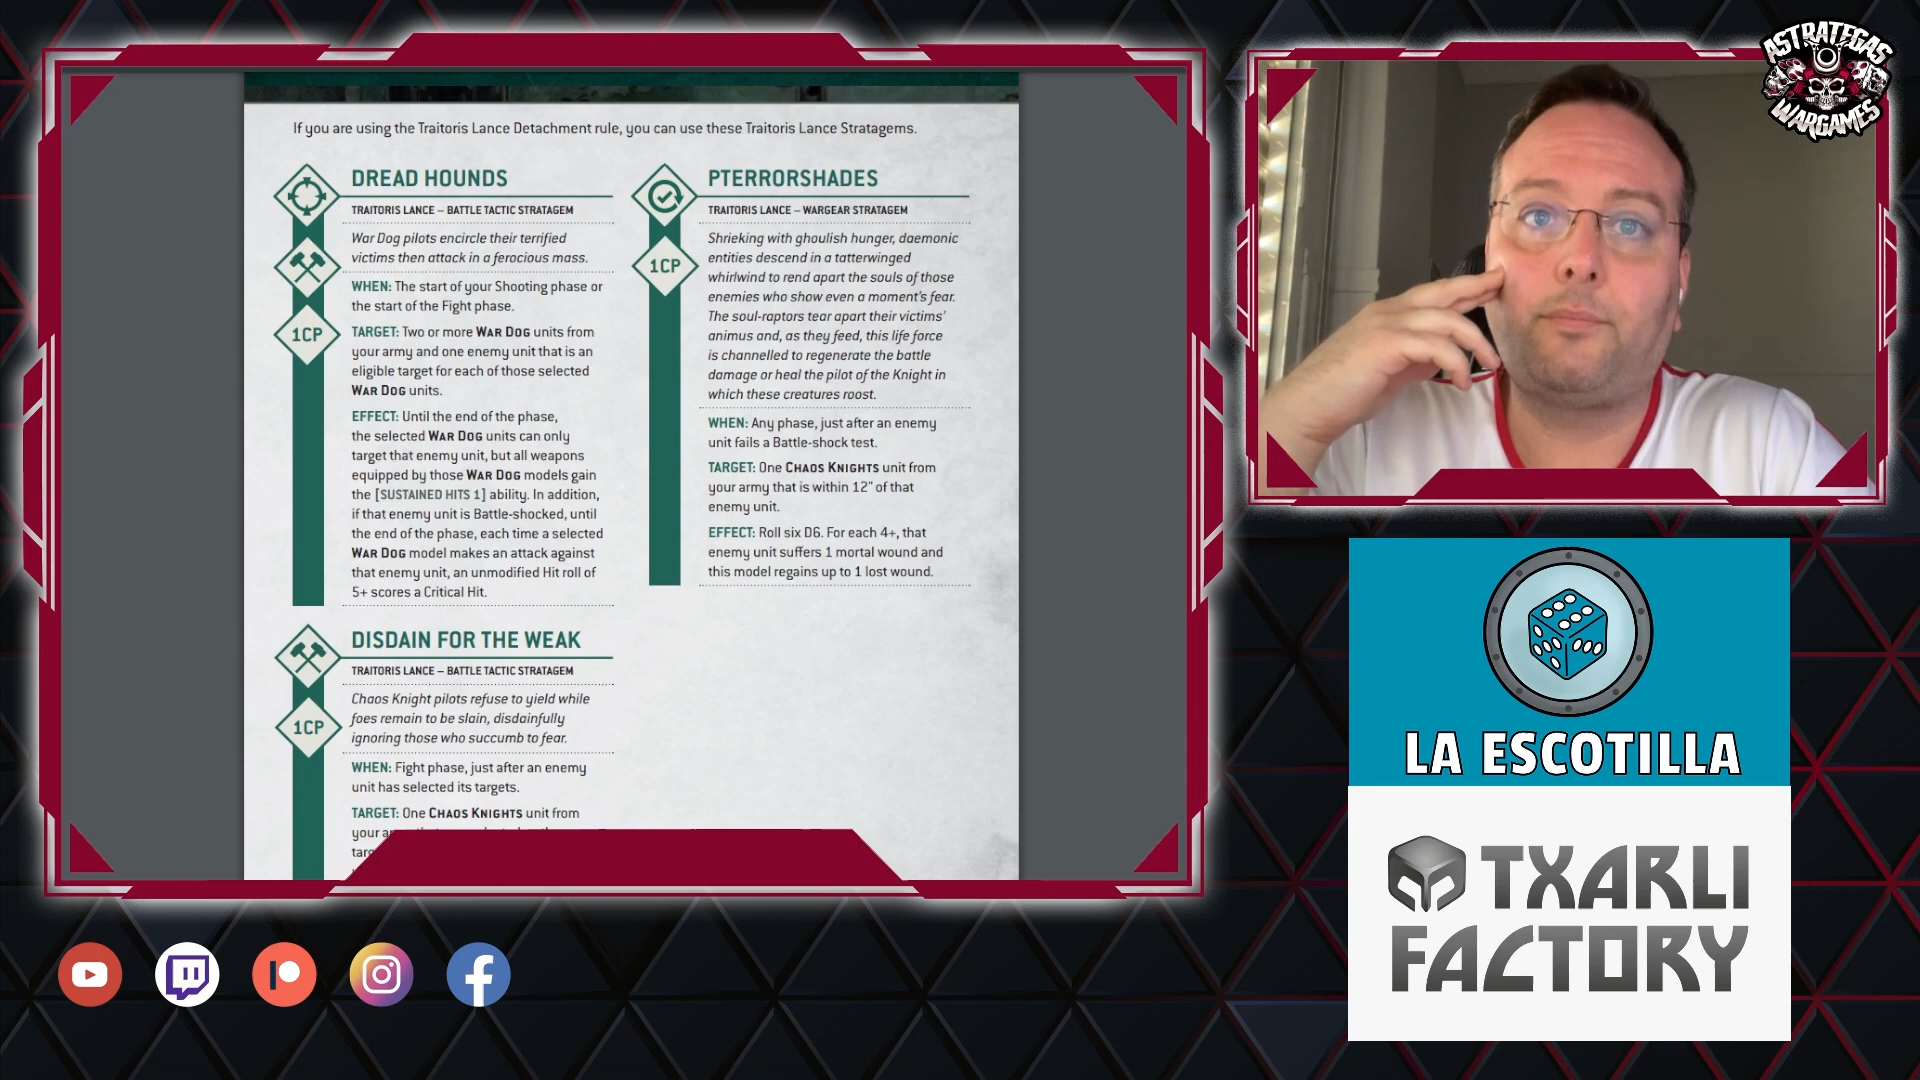 If you are using the Traitoris Lance Detachment rule, you can use these Traitoris Lance Stratagems.
DREAD HOUNDS
TRAITORIS LANCE – BATTLE TACTIC STRATAGEM
War Dog pilots encircle their terrified
victims then attack in a ferocious mass.
WHEN: The start of your Shooting phase or
the start of the Fight phase.
1CP
TARGET: Two or more WAR DOG units from
your army and one enemy unit that is an
eligible target for each of those selected
WAR DOG units.
EFFECT: Until the end of the phase,
the selected WAR DOG units can only
target that enemy unit, but all weapons
equipped by those WAR DOG models gain
the [SUSTAINED HITS 1] ability. In addition,
if that enemy unit is Battle-shocked, until
the end of the phase, each time a selected
WAR DOG model makes an attack against
that enemy unit, an unmodified Hit roll of
5+ scores a Critical Hit.
DISDAIN FOR THE WEAK
TRAITORIS LANCE – BATTLE TACTIC STRATAGEM
Chaos Knight pilots refuse to yield while
foes remain to be slain, disdainfully
ignoring those who succumb to fear.
1CP
WHEN: Fight phase, just after an enemy
unit has selected its targets.
TARGET: One CHAOS KNIGHTS unit from
your
PTERRORSHADES
TRAITORIS LANCE – WARGEAR STRATAGEM
1CP
Shrieking with ghoulish hunger, daemonic
entities descend in a tatterwinged
whirlwind to rend apart the souls of those
enemies who show even a moment's fear.
The soul-raptors tear apart their victims'
animus and, as they feed, this life force
is channelled to regenerate the battle
damage or heal the pilot of the Knight in
which these creatures roost.
WHEN: Any phase, just after an enemy
unit fails a Battle-shock test.
TARGET: One CHAOS KNIGHTS unit from
your army that is within 12" of that
enemy unit.
EFFECT: Roll six D6. For each 4+, that
enemy unit suffers 1 mortal wound and
this model regains up to 1 lost wound.
ASTRATEGAS
WARGAMES
LA ESCOTILLA
TXARLI
FACTORY